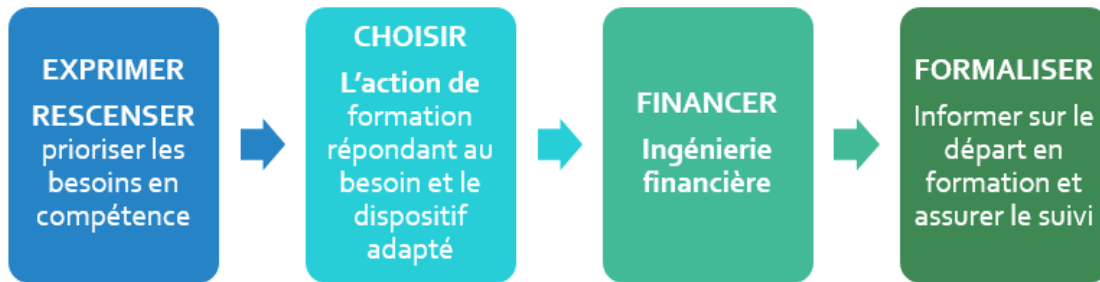 EXPRIMER
RESCENSER
prioriser les
besoins en
compétence
CHOISIR
L'action de
formation
répondant au
besoin et le
dispositif
adapté
FINANCER
Ingénierie
financière
FORMALISER
Informer sur le
départ en
formation et
assurer le suivi